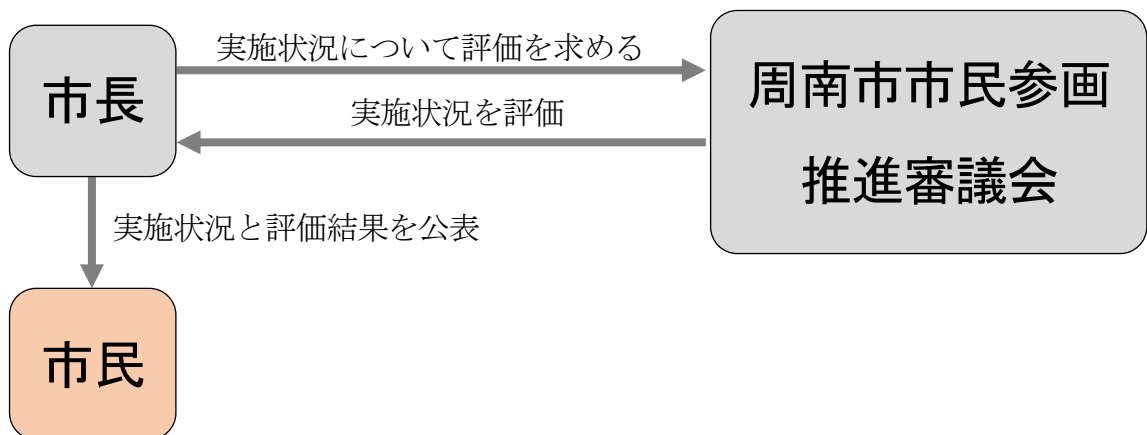 実施状況について評価を求める
市長
周南市市民参画
推進審議会
実施状況を評価
実施状況と評価結果を公表
市民